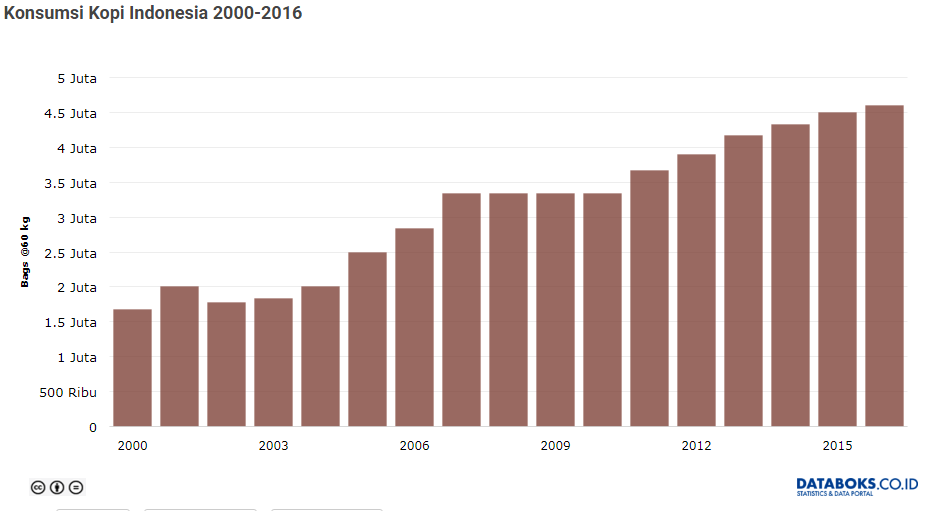 Konsumsi Kopi Indonesia 2000-2016
5 Juta
4.5 Juta
4 Juta
3.5 Juta
3 Juta
2.5 Juta
2 Juta
1.5 Juta
1 Juta
500 Ribu
0
Bags @60 kg
2000 2003 2006 2009 2012 2015
cc
DATABOKS.CO.ID
STATISTICS & DATA PORTAL